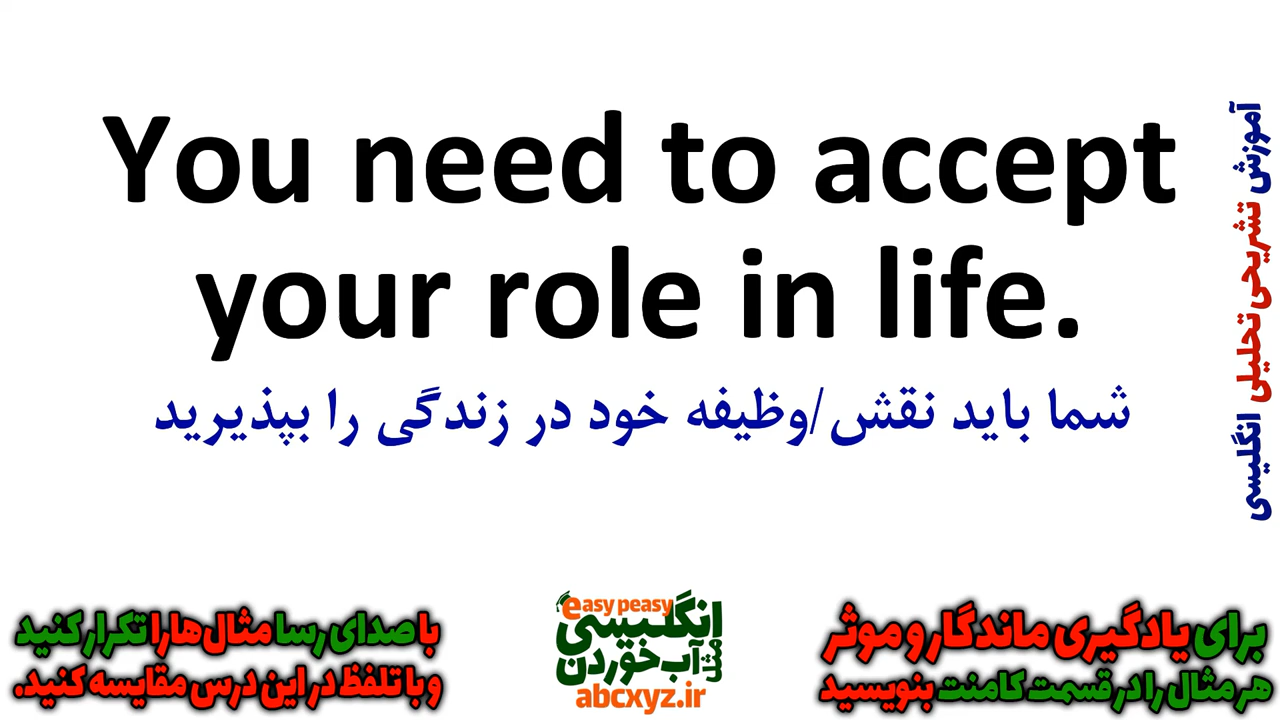 You need to accept
your role in life.
شما باید نقش/وظیفه خود در زندگی را بپذیرید
آموزش تشریحی تحلیلی انگلیسی
برای یادگیری ماندگار و موثر
هر مثال را در قسمت کامنت بنویسید
easy peasy
انگلیسی
مثل آب خوردن
abcxyz.ir
با صدای رسا مثال‌ها را تکرار کنید
و با تلفظ در این درس مقایسه کنید.